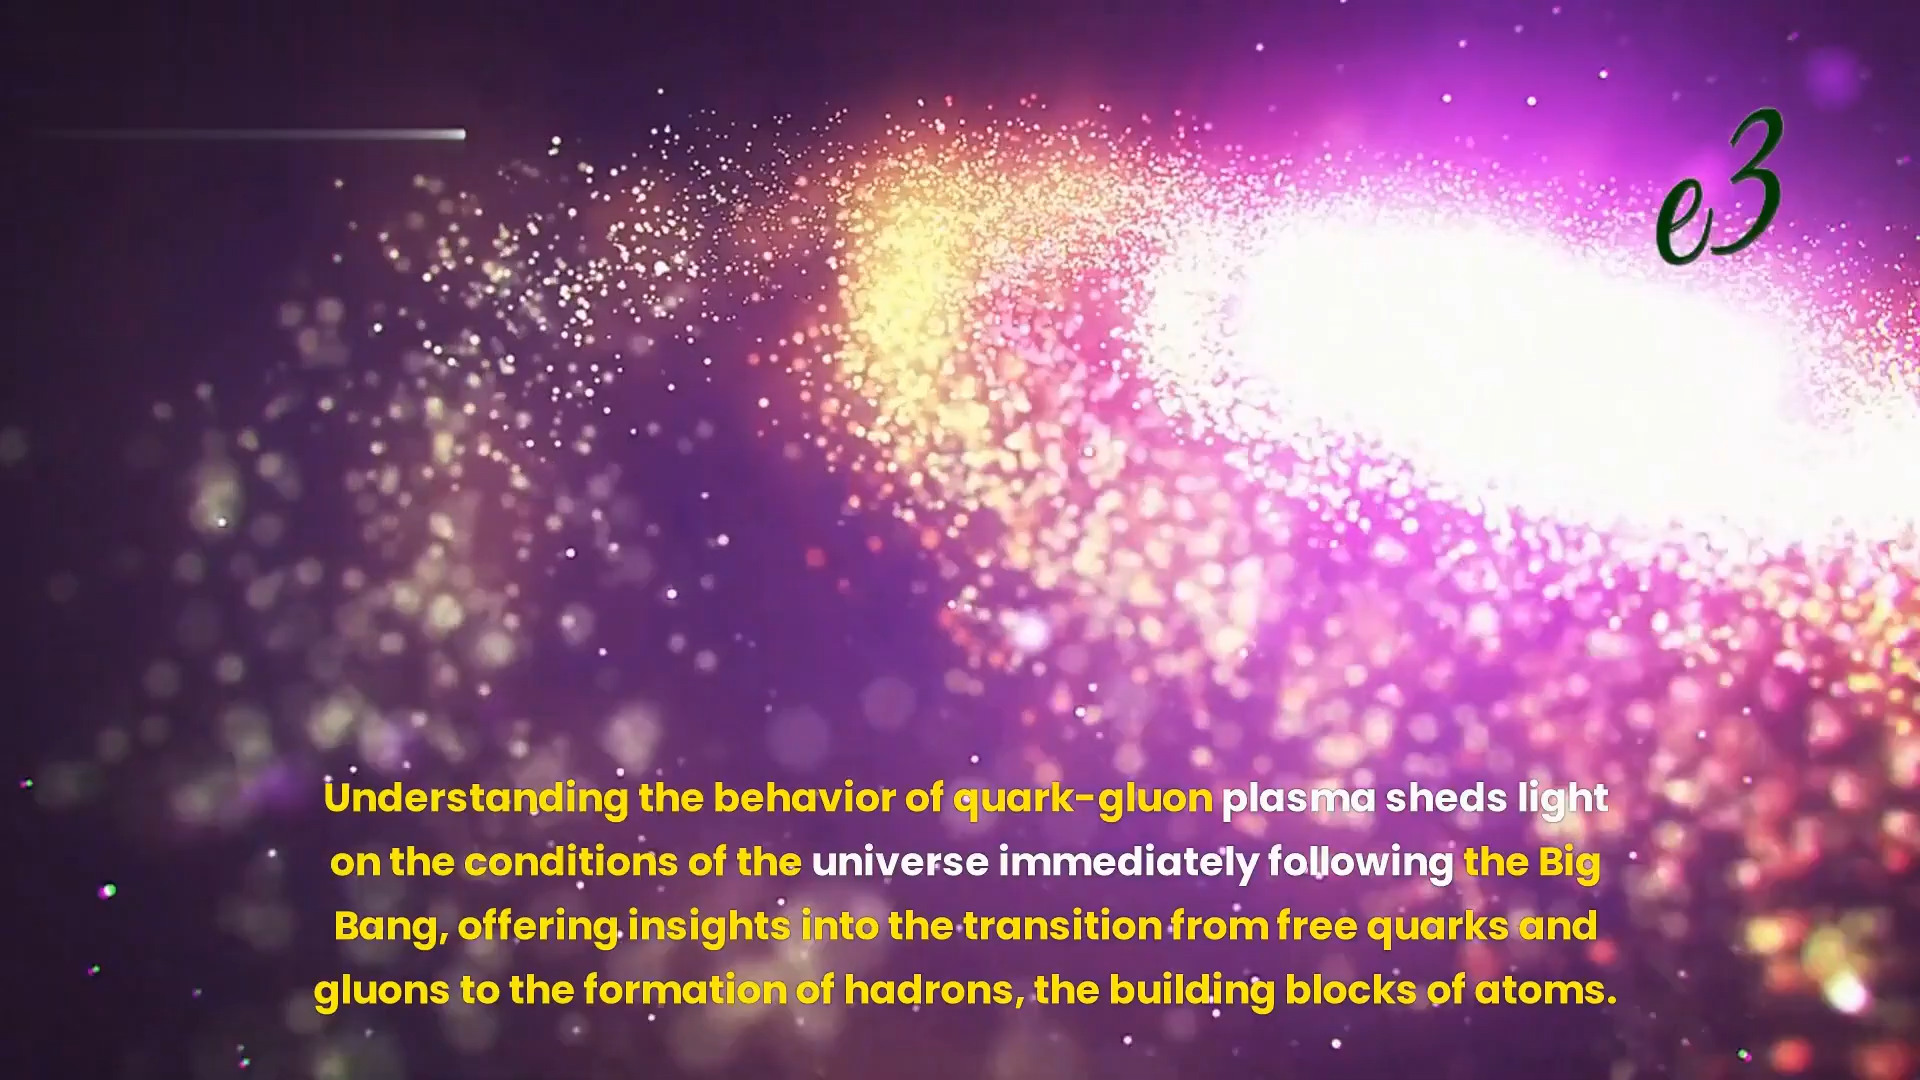 e3
Understanding the behavior of quark-gluon plasma sheds light
on the conditions of the universe immediately following the Big
Bang, offering insights into the transition from free quarks and
gluons to the formation of hadrons, the building blocks of atoms.